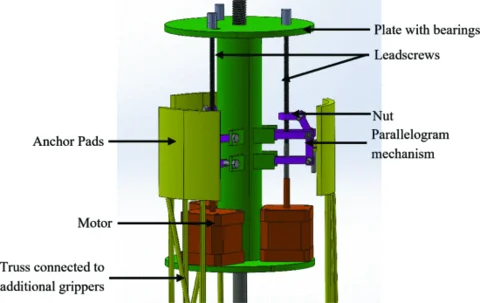 Plate with bearings
Leadscrews
Nut
Parallelogram
mechanism
Anchor Pads
Motor
Truss connected to
additional grippers